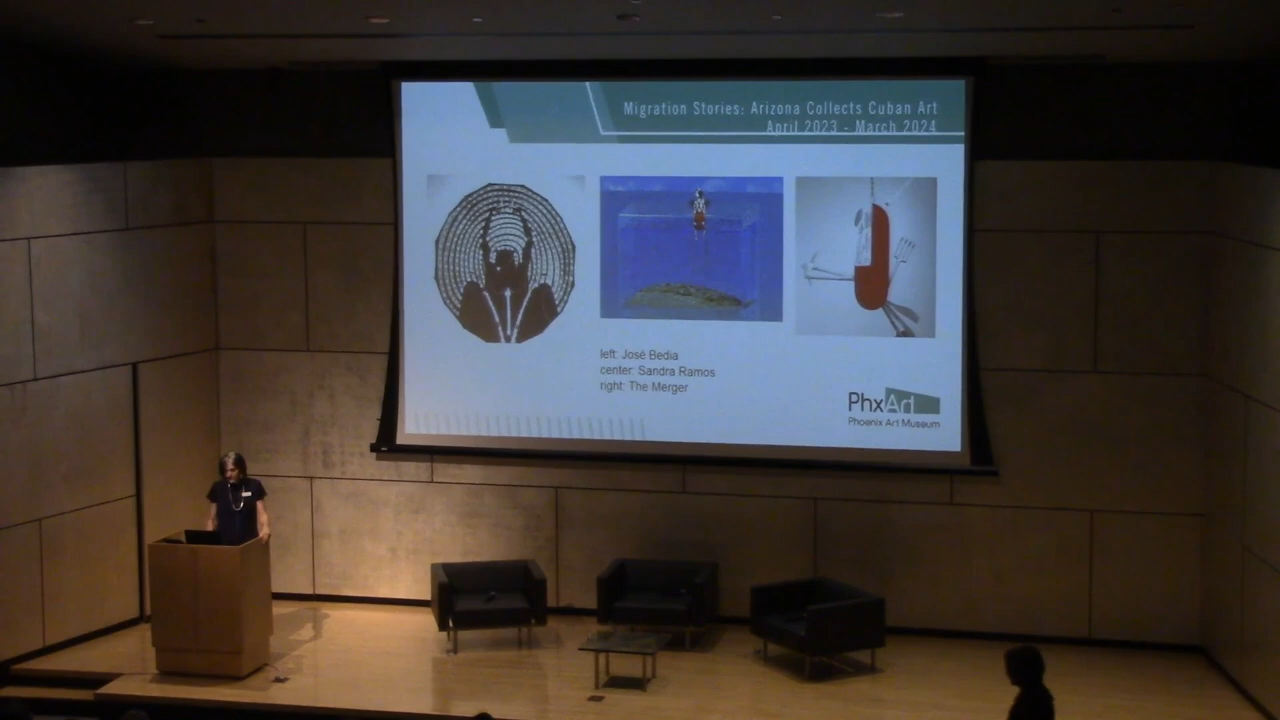 Migration Stories: Arizona Collects Cuban Art
April 2023 - March 2024
left: José Bedia
center: Sandra Ramos
right: The Merger
PhxArt
Phoenix Art Museum